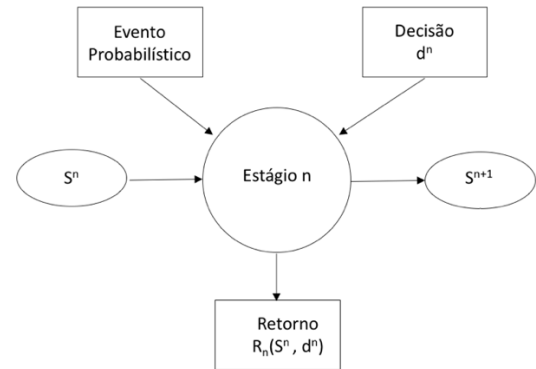 Evento
Probabilístico
Decisão
dⁿ
Sⁿ
Estágio n
Sⁿ⁺¹
Retorno
Rₙ(Sⁿ , dⁿ)